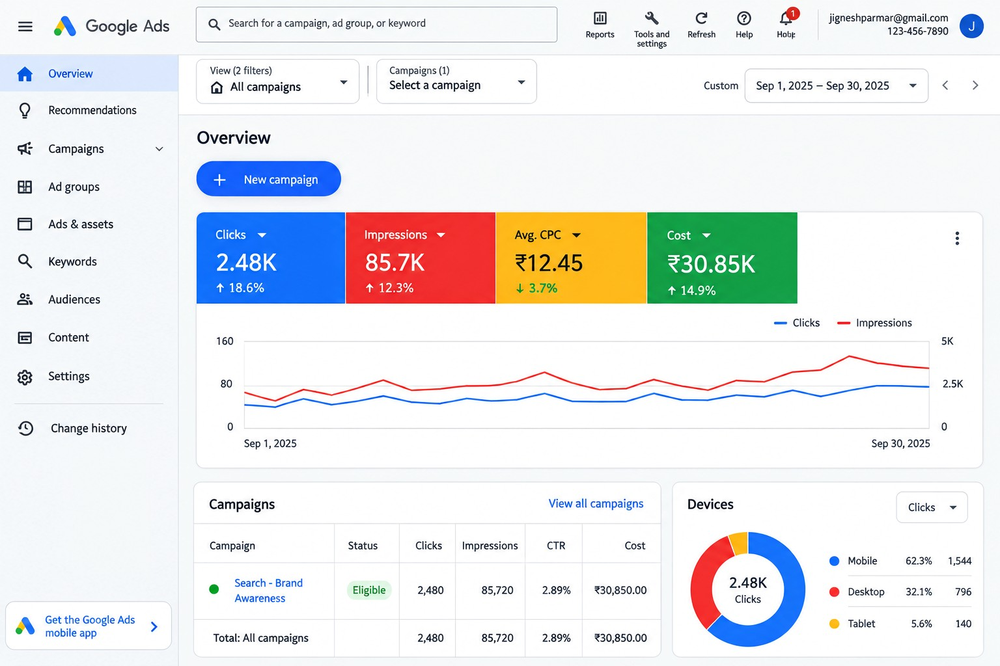 Google Ads
Search for a campaign, ad group, or keyword
Reports
Tools and
settings
Refresh
Help
1
jigneshparmar@gmail.com
123-456-7890
J
Overview
Recommendations
Campaigns
Ad groups
Ads & assets
Keywords
Audiences
Content
Settings
Change history
Get the Google Ads
mobile app
View (2 filters)
All campaigns
Campaigns (1)
Select a campaign
Custom
Sep 1, 2025 – Sep 30, 2025
Overview
+ New campaign
Clicks
2.48K
↑ 18.6%
Impressions
85.7K
↑ 12.3%
Avg. CPC
₹12.45
↓ 3.7%
Cost
₹30.85K
↑ 14.9%
Clicks Impressions
160
80
0
5K
2.5K
0
Sep 1, 2025
Sep 30, 2025
Campaigns
View all campaigns
Campaign Status Clicks Impressions CTR Cost
Search - Brand
Awareness
Eligible 2,480 85,720 2.89% ₹30,850.00
Total: All campaigns 2,480 85,720 2.89% ₹30,850.00
Devices
Clicks
2.48K
Clicks
Mobile 62.3% 1,544
Desktop 32.1% 796
Tablet 5.6% 140